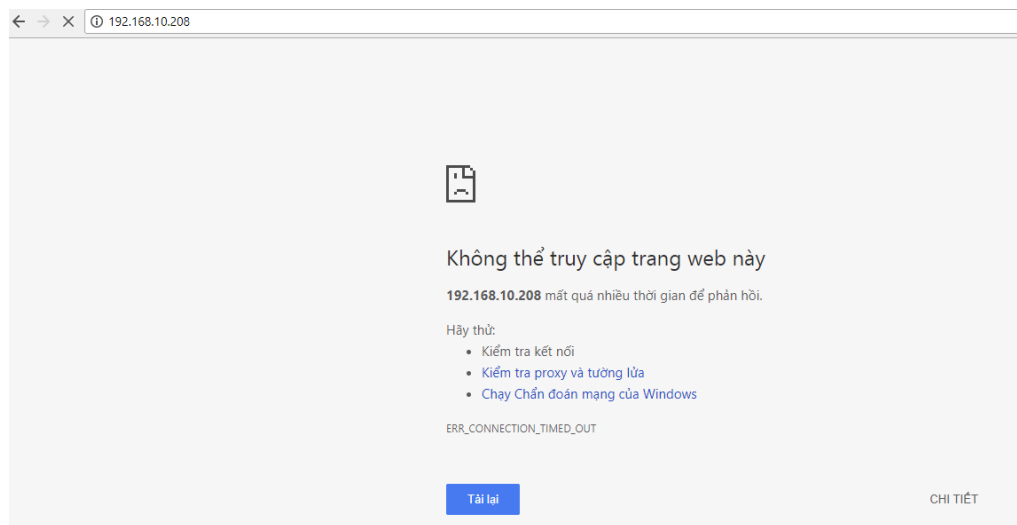 192.168.10.208
Không thể truy cập trang web này
192.168.10.208 mất quá nhiều thời gian để phản hồi.
Hãy thử:
Kiểm tra kết nối
Kiểm tra proxy và tường lửa
Chạy Chẩn đoán mạng của Windows
ERR_CONNECTION_TIMED_OUT
Tải lại
CHI TIẾT